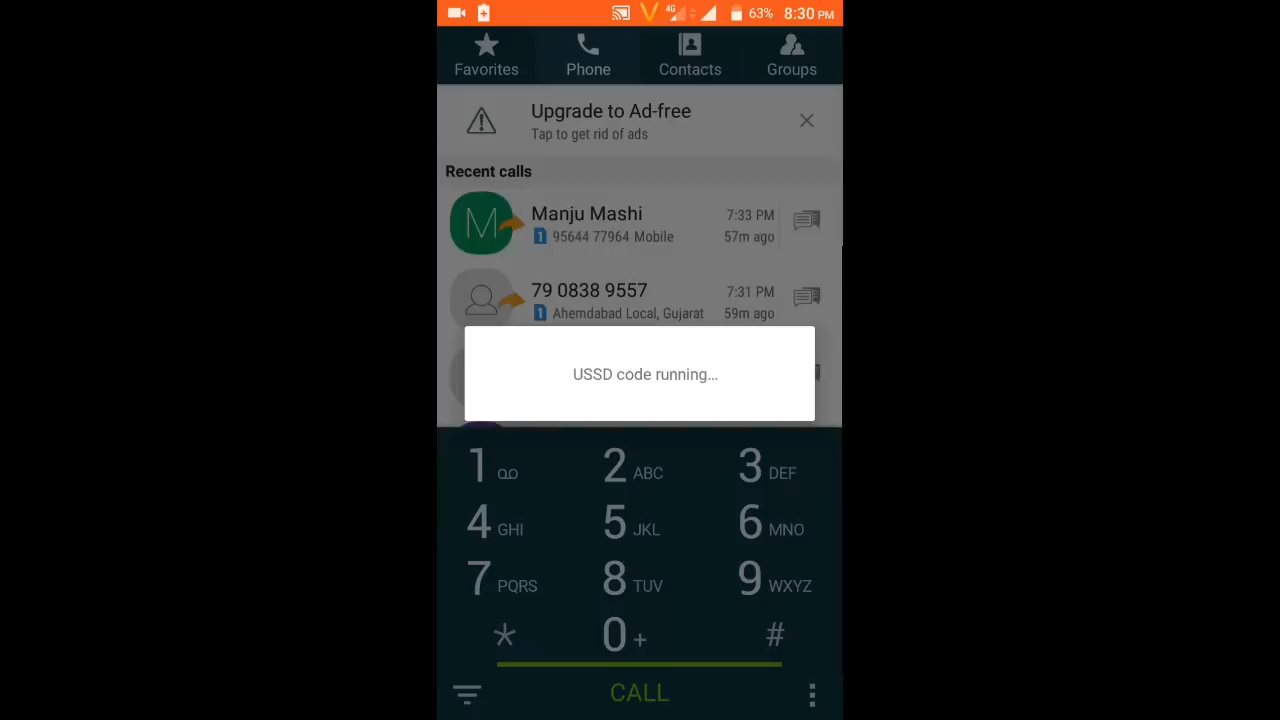 4G 63% 8:30 PM
Favorites Phone Contacts Groups
Upgrade to Ad-free
Tap to get rid of ads
Recent calls
M Manju Mashi 7:33 PM
1 95644 77964 Mobile 57m ago
79 0838 9557 7:31 PM
1 Ahemdabad Local, Gujarat 59m ago
USSD code running...
1 2 ABC 3 DEF
4 GHI 5 JKL 6 MNO
7 PQRS 8 TUV 9 WXYZ
* 0 + #
CALL